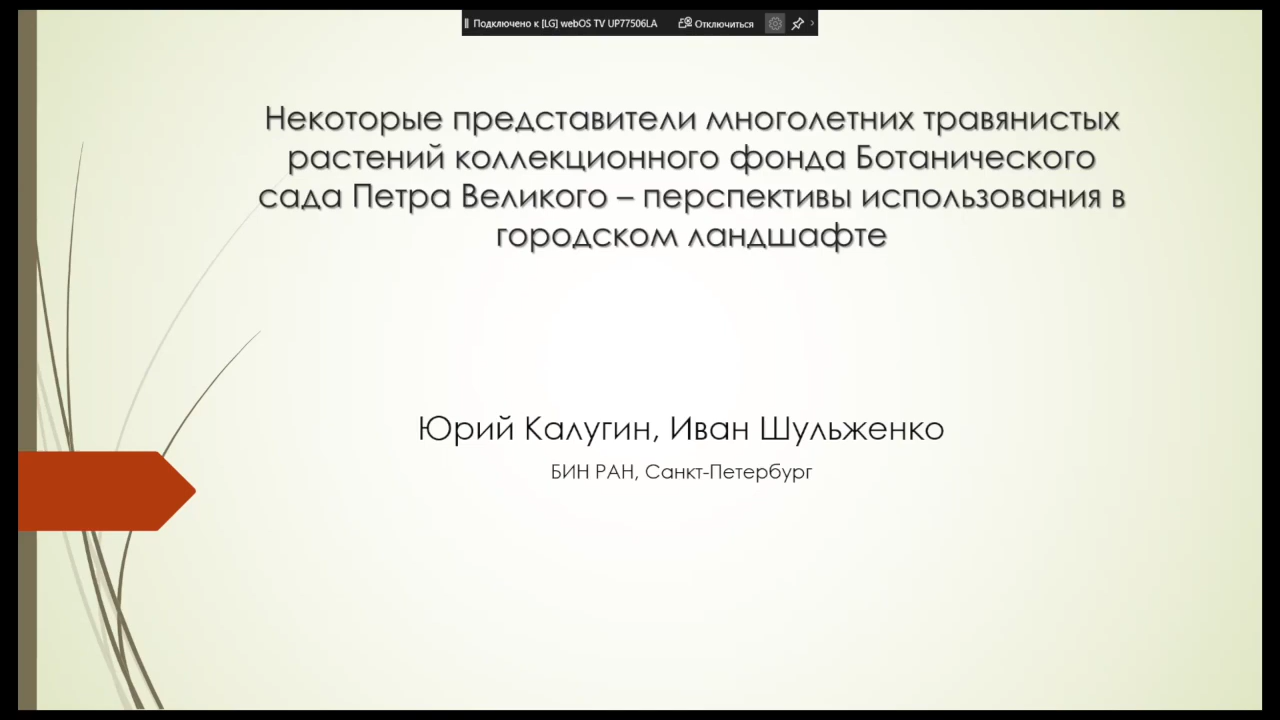 Подключено к [LG] webOS TV UP77506LA Отключиться
Некоторые представители многолетних травянистых
растений коллекционного фонда Ботанического
сада Петра Великого – перспективы использования в
городском ландшафте
Юрий Калугин, Иван Шульженко
БИН РАН, Санкт-Петербург